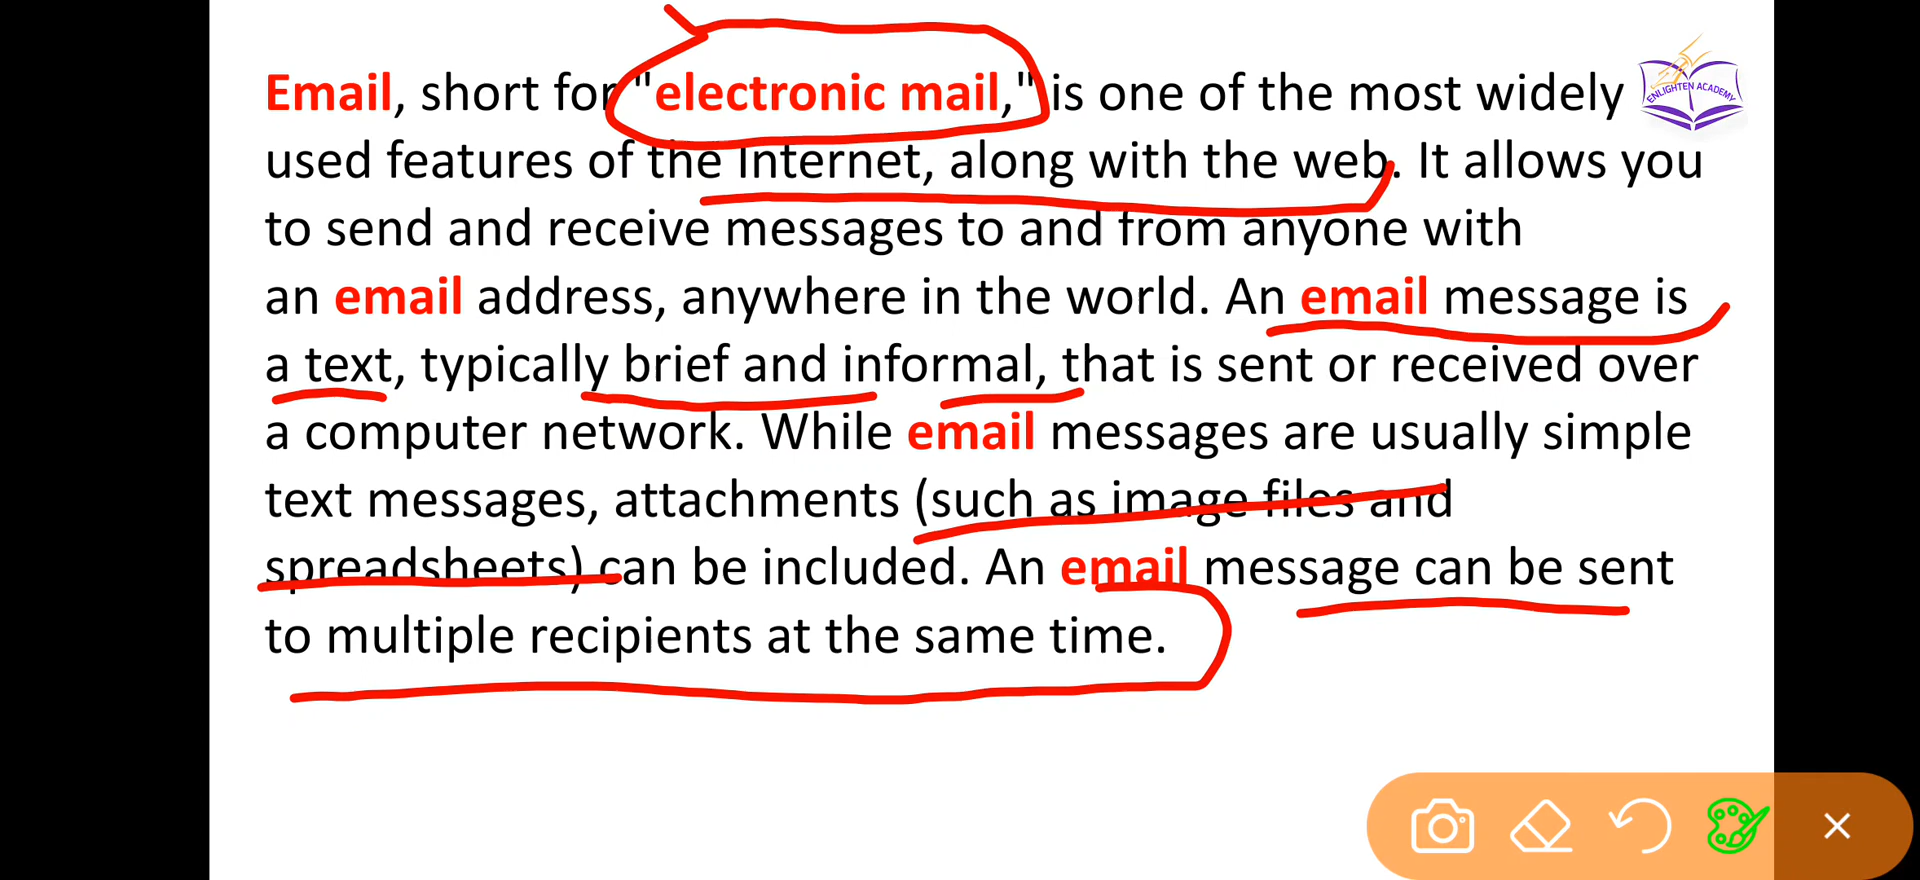 Email, short for "electronic mail," is one of the most widely
used features of the Internet, along with the web. It allows you
to send and receive messages to and from anyone with
an email address, anywhere in the world. An email message is
a text, typically brief and informal, that is sent or received over
a computer network. While email messages are usually simple
text messages, attachments (such as image files and
spreadsheets) can be included. An email message can be sent
to multiple recipients at the same time.
ENLIGHTEN ACADEMY